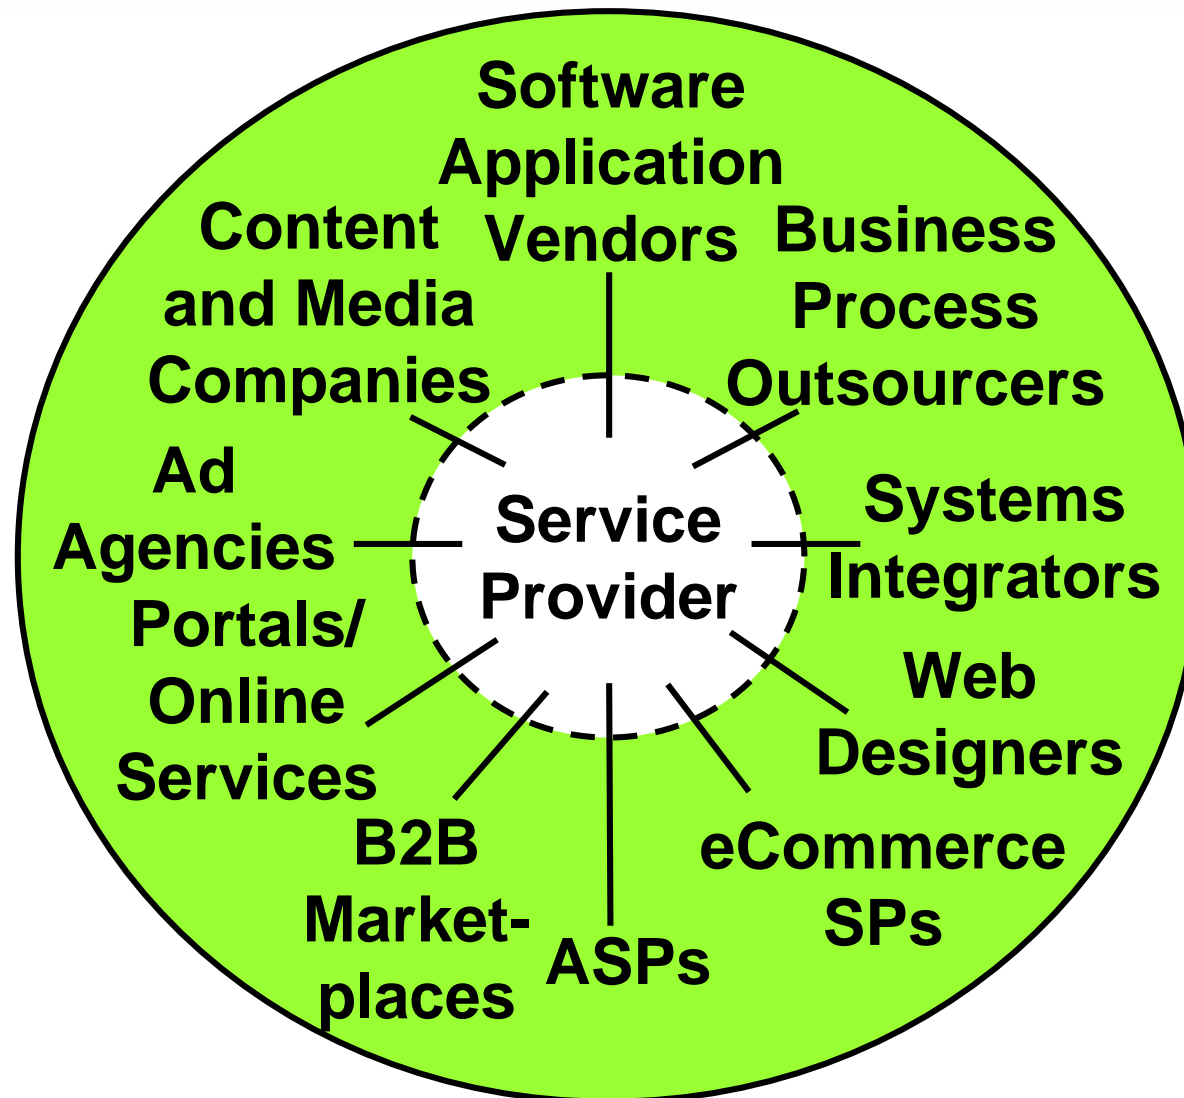 Software
Application
Vendors
Business
Process
Outsourcers
Systems
Integrators
Web
Designers
eCommerce
SPs
ASPs
B2B
Market-
places
Portals/
Online
Services
Ad
Agencies
Content
and Media
Companies
Service
Provider